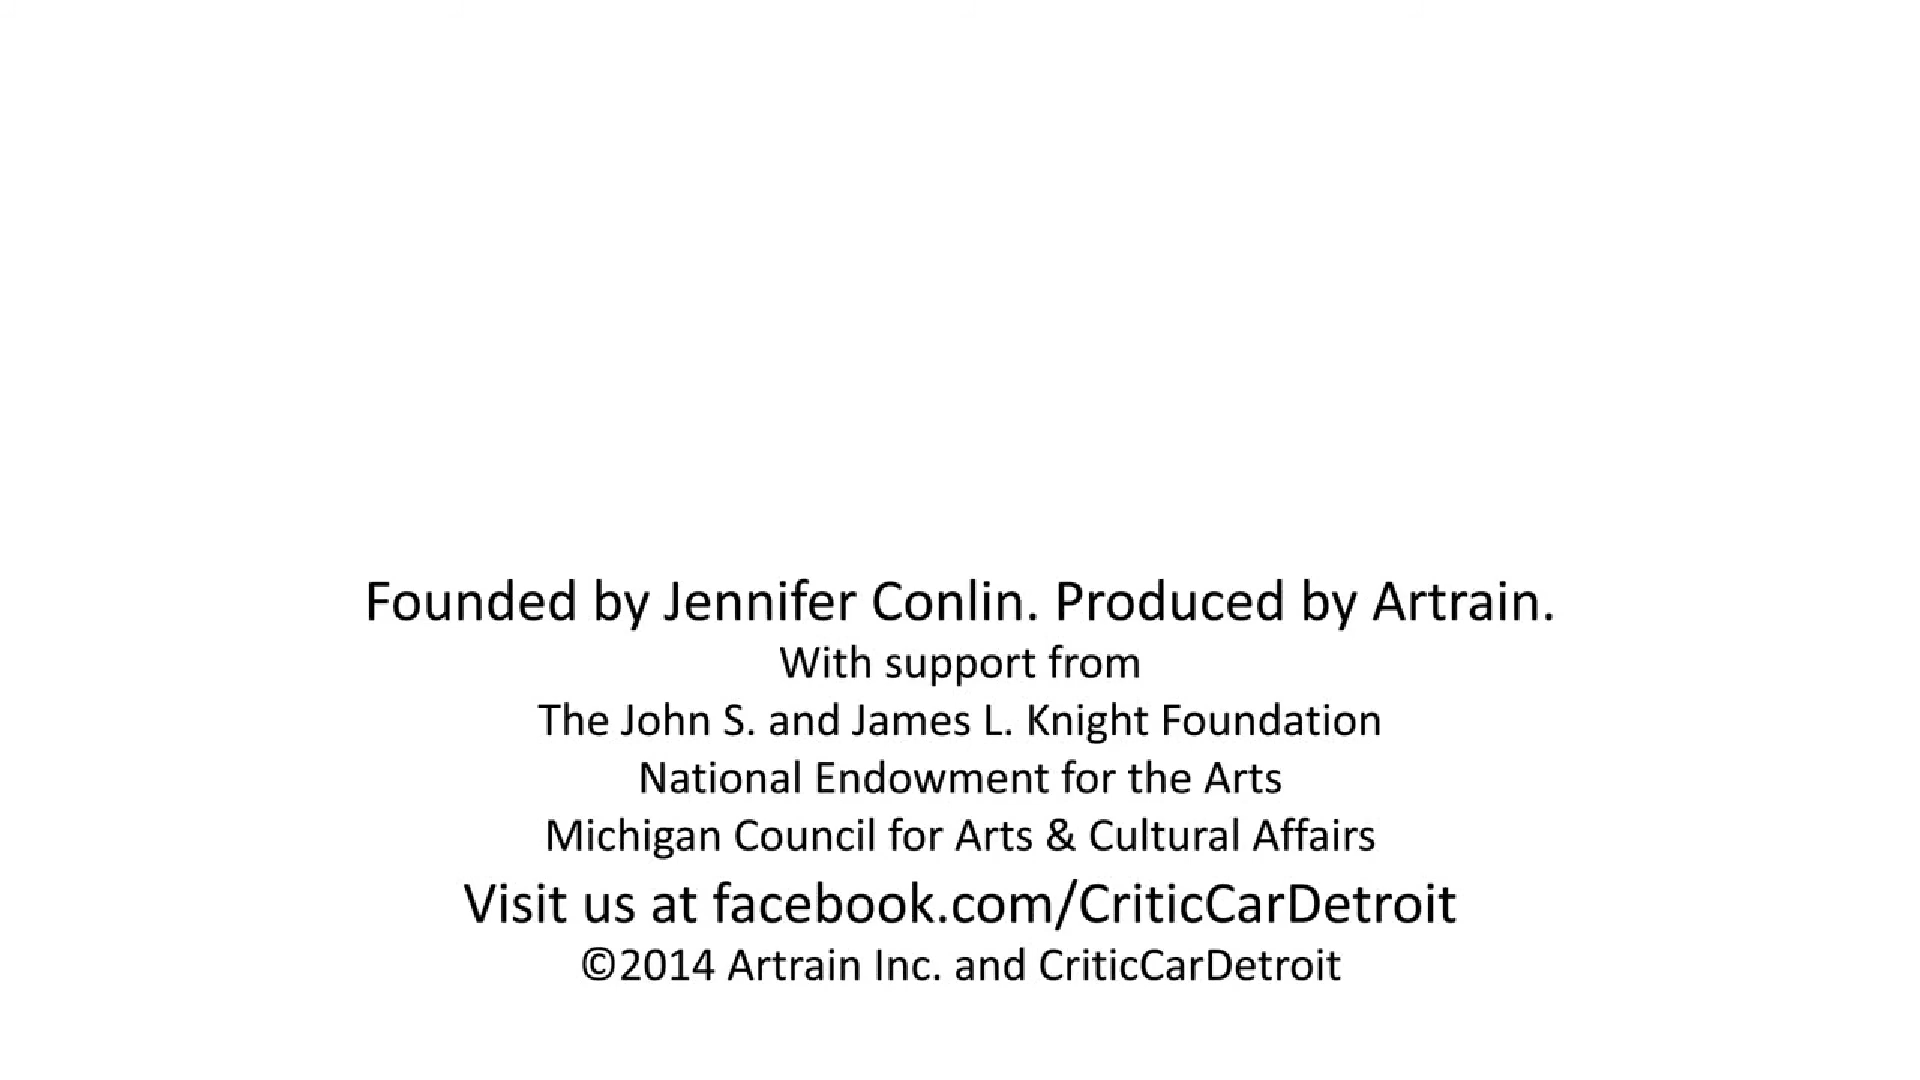 Founded by Jennifer Conlin. Produced by Artrain.
With support from
The John S. and James L. Knight Foundation
National Endowment for the Arts
Michigan Council for Arts & Cultural Affairs
Visit us at facebook.com/CriticCarDetroit
©2014 Artrain Inc. and CriticCarDetroit